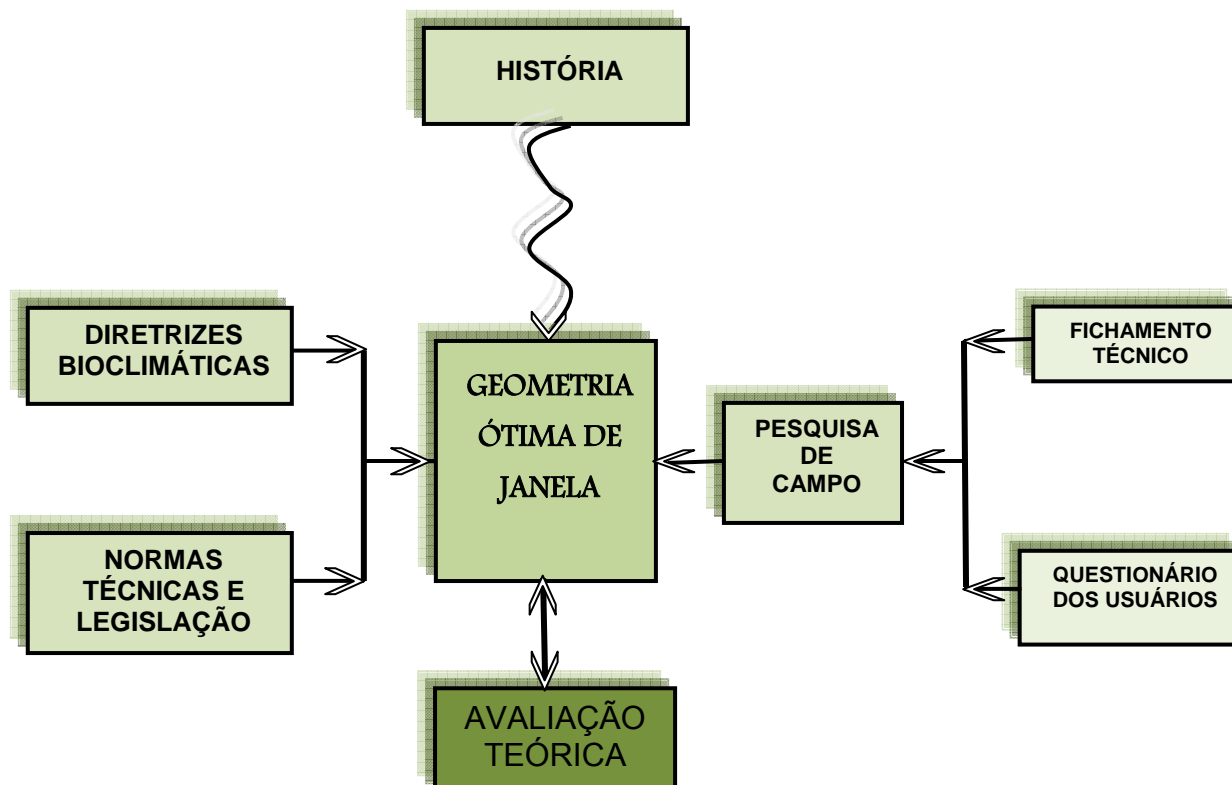 HISTÓRIA
DIRETRIZES
BIOCLIMÁTICAS
NORMAS
TÉCNICAS E
LEGISLAÇÃO
GEOMETRIA
ÓTIMA DE
JANELA
PESQUISA
DE
CAMPO
FICHAMENTO
TÉCNICO
QUESTIONÁRIO
DOS USUÁRIOS
AVALIAÇÃO
TEÓRICA